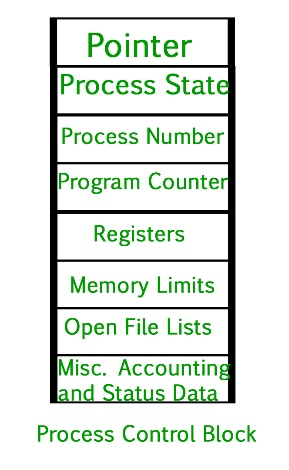 Pointer
Process State
Process Number
Program Counter
Registers
Memory Limits
Open File Lists
Misc. Accounting
and Status Data
Process Control Block